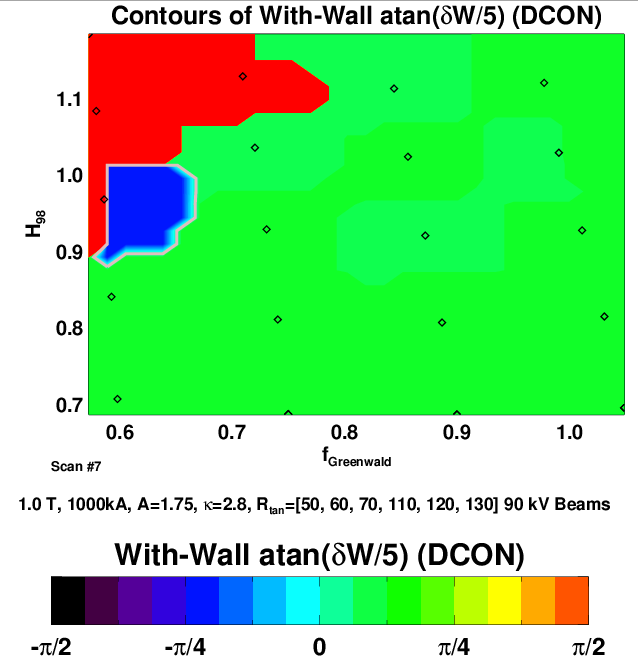 Contours of With-Wall atan(δW/5) (DCON)
1.1
1.0
0.9
0.8
0.7
H98
0.6 0.7 0.8 0.9 1.0
fGreenwald
Scan #7
1.0 T, 1000kA, A=1.75, κ=2.8, Rtan=[50, 60, 70, 110, 120, 130] 90 kV Beams
With-Wall atan(δW/5) (DCON)
-π/2 -π/4 0 π/4 π/2